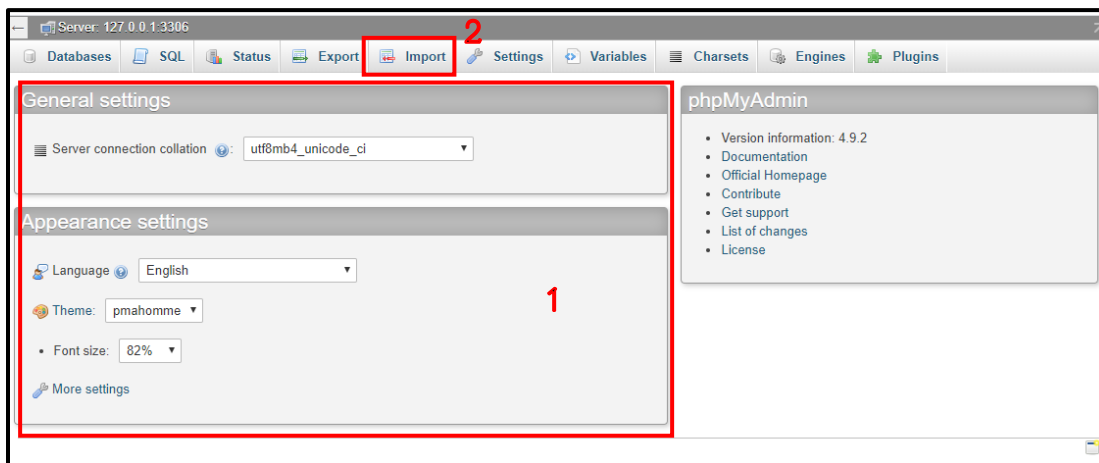 ← Server: 127.0.0.1:3306
2
Databases SQL Status Export Import Settings Variables Charsets Engines Plugins
General settings
Server connection collation : utf8mb4_unicode_ci
Appearance settings
Language English
Theme: pmahomme
• Font size: 82%
More settings
1
phpMyAdmin
• Version information: 4.9.2
• Documentation
• Official Homepage
• Contribute
• Get support
• List of changes
• License